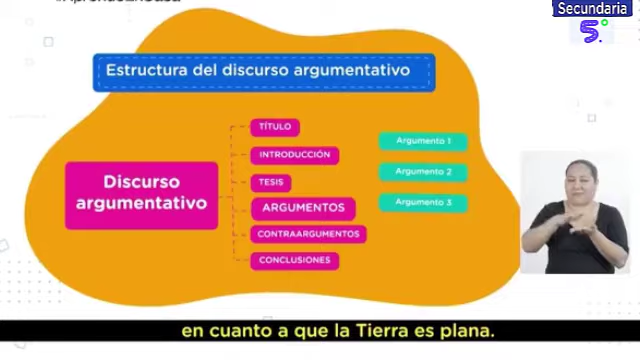 Secundaria
5.°
Estructura del discurso argumentativo
Discurso
argumentativo
TÍTULO
INTRODUCCIÓN
TESIS
ARGUMENTOS
CONTRAARGUMENTOS
CONCLUSIONES
Argumento 1
Argumento 2
Argumento 3
en cuanto a que la Tierra es plana.